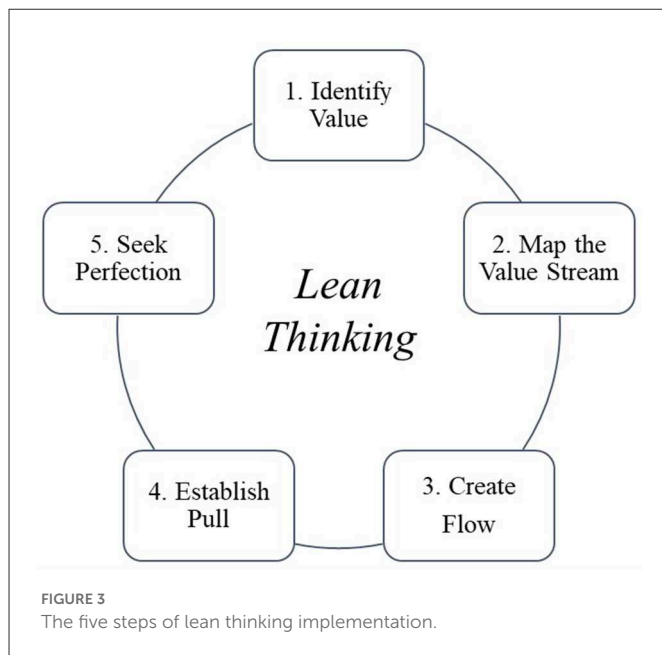 1. Identify
Value
2. Map the
Value Stream
3. Create
Flow
4. Establish
Pull
5. Seek
Perfection
Lean
Thinking
FIGURE 3
The five steps of lean thinking implementation.